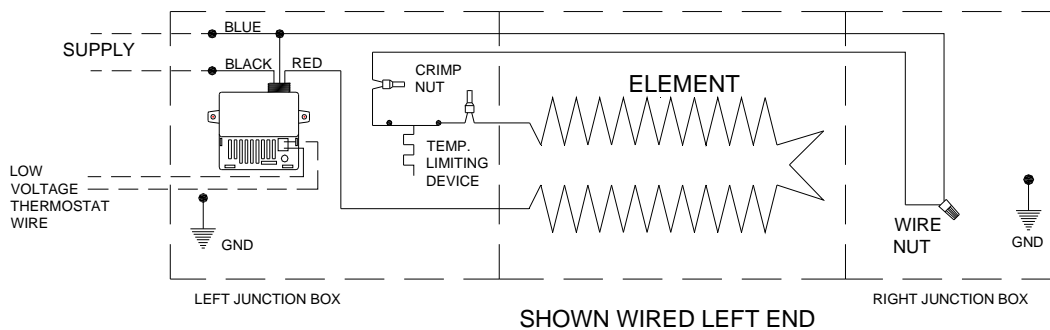 BLUE
SUPPLY
BLACK
RED
CRIMP
NUT
ELEMENT
TEMP.
LIMITING
DEVICE
LOW
VOLTAGE
THERMOSTAT
WIRE
GND
WIRE
NUT
GND
LEFT JUNCTION BOX
RIGHT JUNCTION BOX
SHOWN WIRED LEFT END